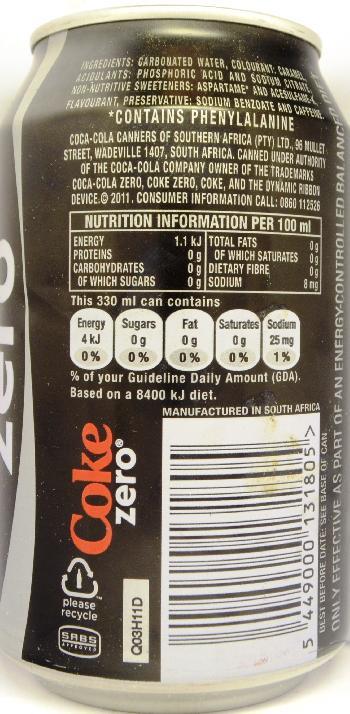 INGREDIENTS: CARBONATED WATER, COLOURANT: CARAMEL
ACIDULANTS: PHOSPHORIC ACID AND SODIUM CITRATE,
NON-NUTRITIVE SWEETENERS: ASPARTAME* AND ACESULFAME-K,
FLAVOURANT, PRESERVATIVE: SODIUM BENZOATE AND CAFFEINE.
*CONTAINS PHENYLALANINE
COCA-COLA CANNERS OF SOUTHERN AFRICA (PTY) LTD., 96 MULLET
STREET, WADEVILLE 1407, SOUTH AFRICA. CANNED UNDER AUTHORITY
OF THE COCA-COLA COMPANY OWNER OF THE TRADEMARKS
COCA-COLA ZERO, COKE ZERO, COKE, AND THE DYNAMIC RIBBON
DEVICE.© 2011. CONSUMER INFORMATION CALL: 0860 112526
NUTRITION INFORMATION PER 100 ml
ENERGY 1.1 kJ TOTAL FATS 0 g
PROTEINS 0 g OF WHICH SATURATES 0 g
CARBOHYDRATES 0 g DIETARY FIBRE 0 g
OF WHICH SUGARS 0 g SODIUM 8 mg
This 330 ml can contains
Energy Sugars Fat Saturates Sodium
4 kJ 0 g 0 g 0 g 25 mg
0 % 0 % 0 % 0 % 1 %
% of your Guideline Daily Amount (GDA).
Based on a 8400 kJ diet.
MANUFACTURED IN SOUTH AFRICA
Coke
zero®
please
recycle
SABS
APPROVED
Q03H11D
5 449000 131805 >
BEST BEFORE DATE: SEE BASE OF CAN
ONLY EFFECTIVE AS PART OF AN ENERGY-CONTROLLED BALANC
zero